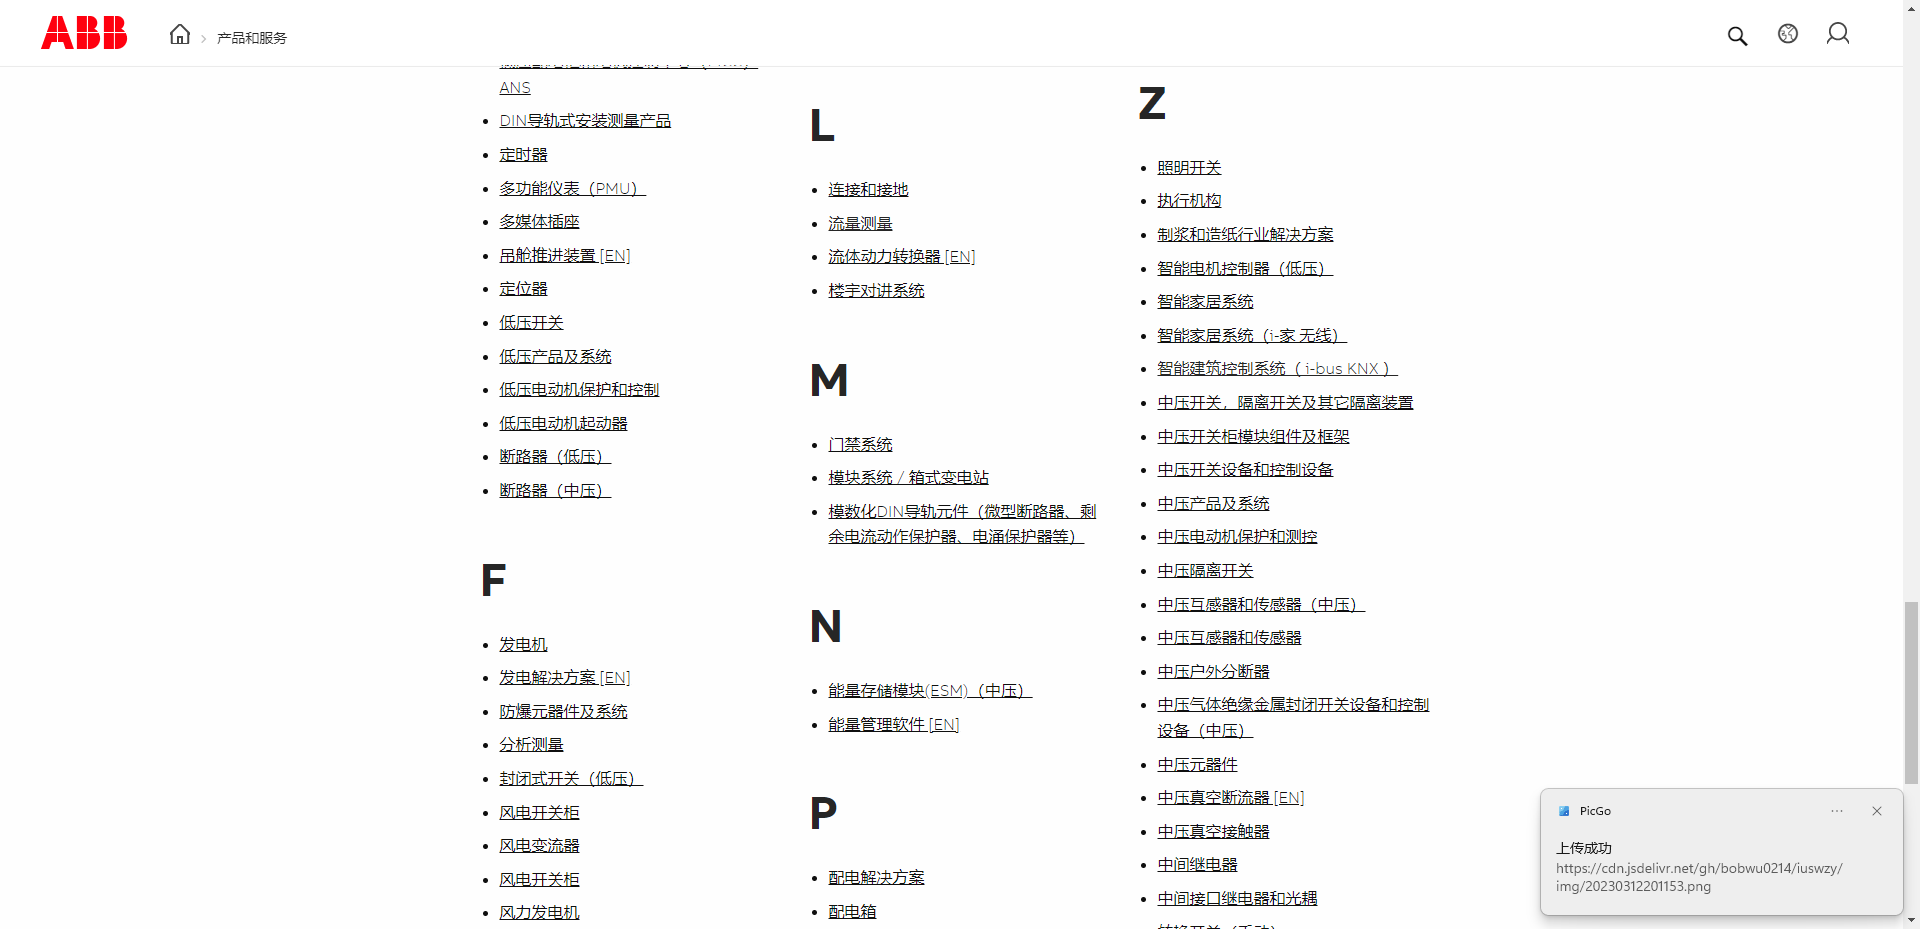 ABB
产品和服务
ANS
DIN导轨式安装测量产品
定时器
多功能仪表（PMU）
多媒体插座
吊舱推进装置 [EN]
定位器
低压开关
低压产品及系统
低压电动机保护和控制
低压电动机起动器
断路器（低压）
断路器（中压）
F
发电机
发电解决方案 [EN]
防爆元器件及系统
分析测量
封闭式开关（低压）
风电开关柜
风电变流器
风电开关柜
风力发电机
L
连接和接地
流量测量
流体动力转换器 [EN]
楼宇对讲系统
M
门禁系统
模块系统 / 箱式变电站
模数化DIN导轨元件（微型断路器、剩
余电流动作保护器、电涌保护器等）
N
能量存储模块(ESM)（中压）
能量管理软件 [EN]
P
配电解决方案
配电箱
Z
照明开关
执行机构
制浆和造纸行业解决方案
智能电机控制器（低压）
智能家居系统
智能家居系统（i-家 无线）
智能建筑控制系统（ i-bus KNX ）
中压开关，隔离开关及其它隔离装置
中压开关柜模块组件及框架
中压开关设备和控制设备
中压产品及系统
中压电动机保护和测控
中压隔离开关
中压互感器和传感器（中压）
中压互感器和传感器
中压户外分断器
中压气体绝缘金属封闭开关设备和控制
设备（中压）
中压元器件
中压真空断流器 [EN]
中压真空接触器
中间继电器
中间接口继电器和光耦
PicGo
上传成功
https://cdn.jsdelivr.net/gh/bobwu0214/iuswzy/
img/20230312201153.png